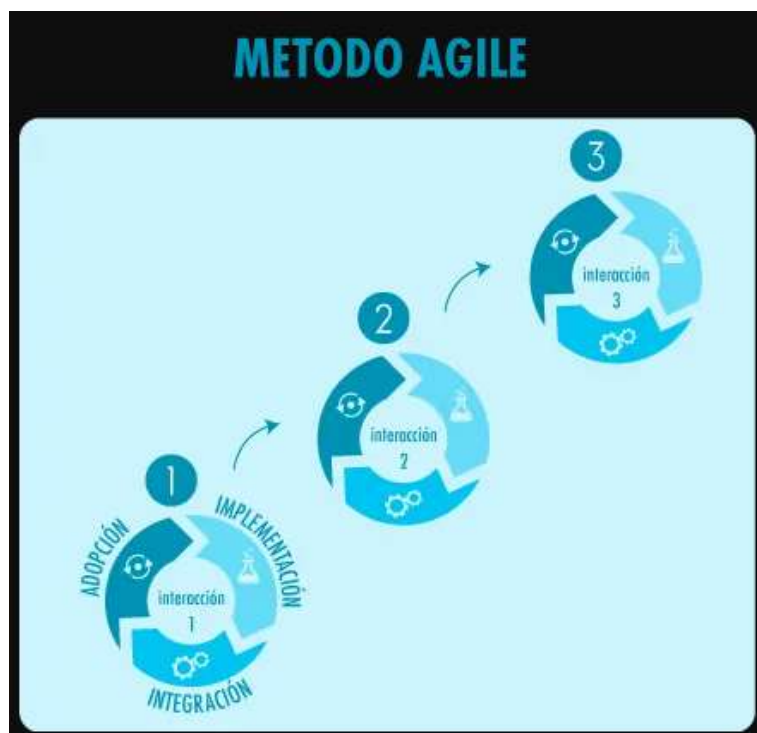 METODO AGILE
3
interacción
3
2
interacción
2
1
ADOPCIÓN
IMPLEMENTACIÓN
interacción
1
INTEGRACIÓN